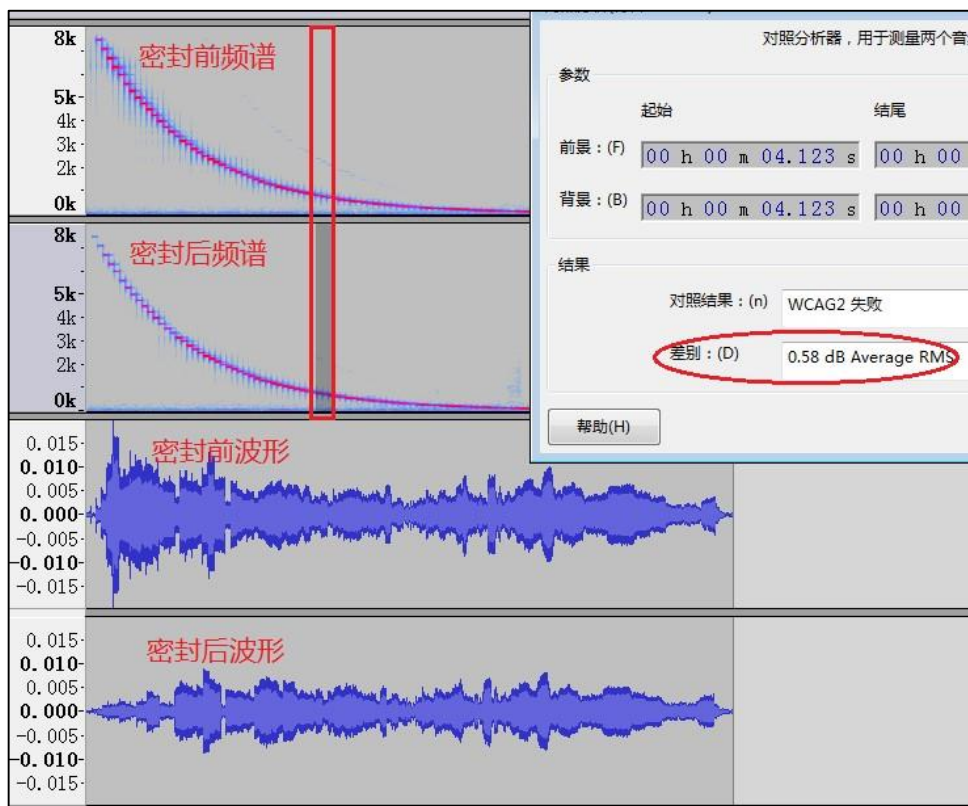 对照分析器，用于测量两个音
参数
起始
结尾
前景：(F)
00 h 00 m 04.123 s
00 h 00
背景：(B)
00 h 00 m 04.123 s
00 h 00
结果
对照结果：(n)
WCAG2 失败
差别：(D)
0.58 dB Average RMS
帮助(H)
密封前频谱
8k
5k
4k
3k
2k
0k
密封后频谱
8k
5k
4k
3k
2k
0k
密封前波形
0.015
0.010
0.005
0.000
-0.005
-0.010
-0.015
密封后波形
0.015
0.010
0.005
0.000
-0.005
-0.010
-0.015